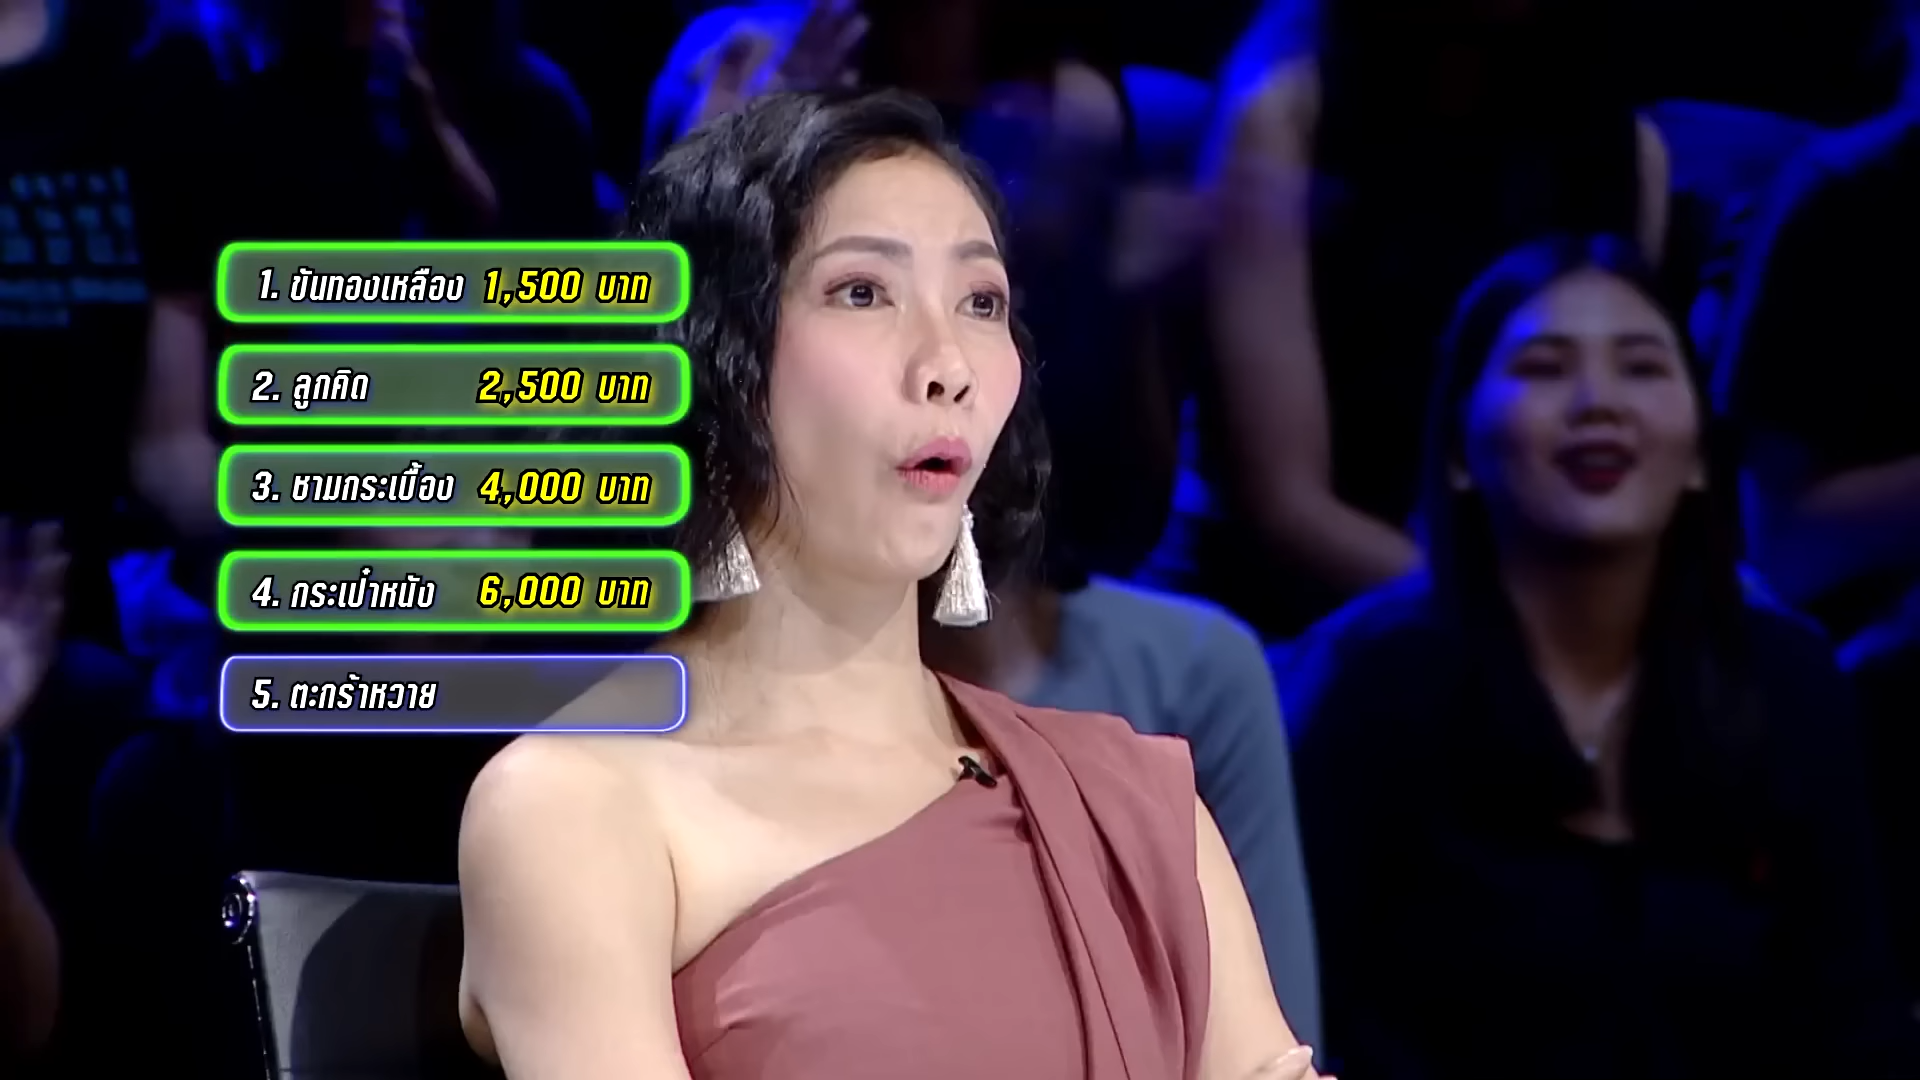 1. ขันทองเหลือง 1,500 บาท
2. ลูกคิด 2,500 บาท
3. ชามกระเบื้อง 4,000 บาท
4. กระเป๋าหนัง 6,000 บาท
5. ตะกร้าหวาย